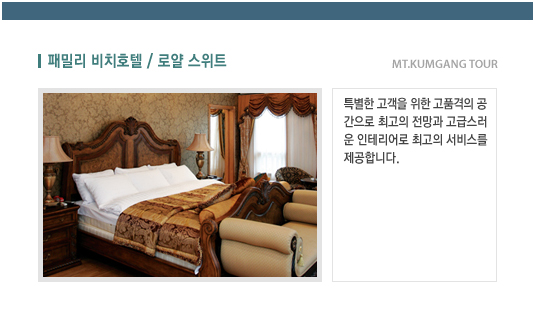 패밀리 비치호텔 / 로얄 스위트
MT.KUMGANG TOUR
특별한 고객을 위한 고품격의 공
간으로 최고의 전망과 고급스러
운 인테리어로 최고의 서비스를
제공합니다.